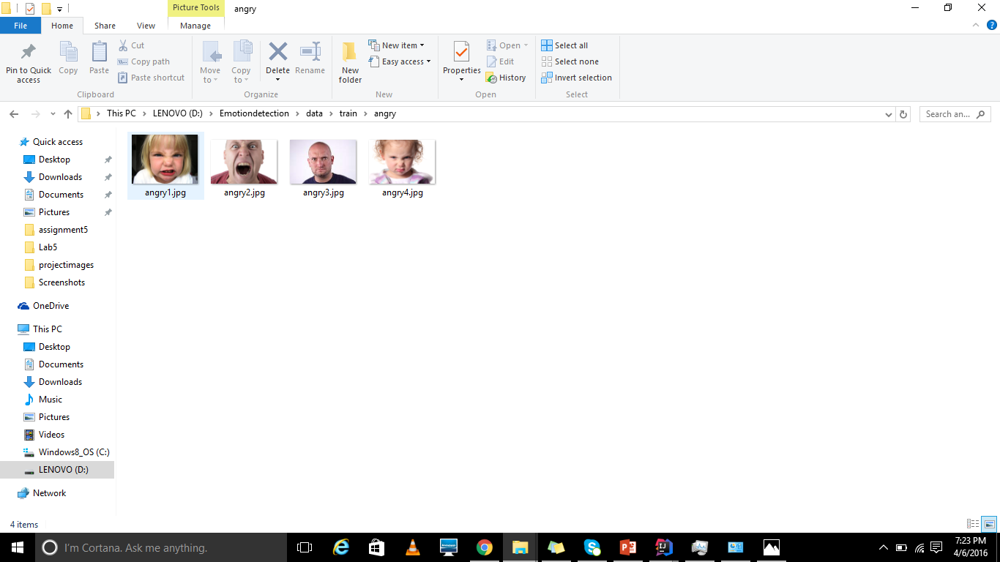 Picture Tools
angry
File
Home
Share
View
Manage
Pin to Quick access
Copy
Paste
Cut
Copy path
Paste shortcut
Clipboard
Move to
Copy to
Delete
Rename
Organize
New folder
New item
Easy access
New
Properties
Open
Edit
History
Open
Select all
Select none
Invert selection
Select
This PC > LENOVO (D:) > Emotiondetection > data > train > angry
Search an...
Quick access
Desktop
Downloads
Documents
Pictures
assignment5
Lab5
projectimages
Screenshots
OneDrive
This PC
Desktop
Documents
Downloads
Music
Pictures
Videos
Windows8_OS (C:)
LENOVO (D:)
Network
angry1.jpg
angry2.jpg
angry3.jpg
angry4.jpg
4 items
I'm Cortana. Ask me anything.
7:23 PM
4/6/2016